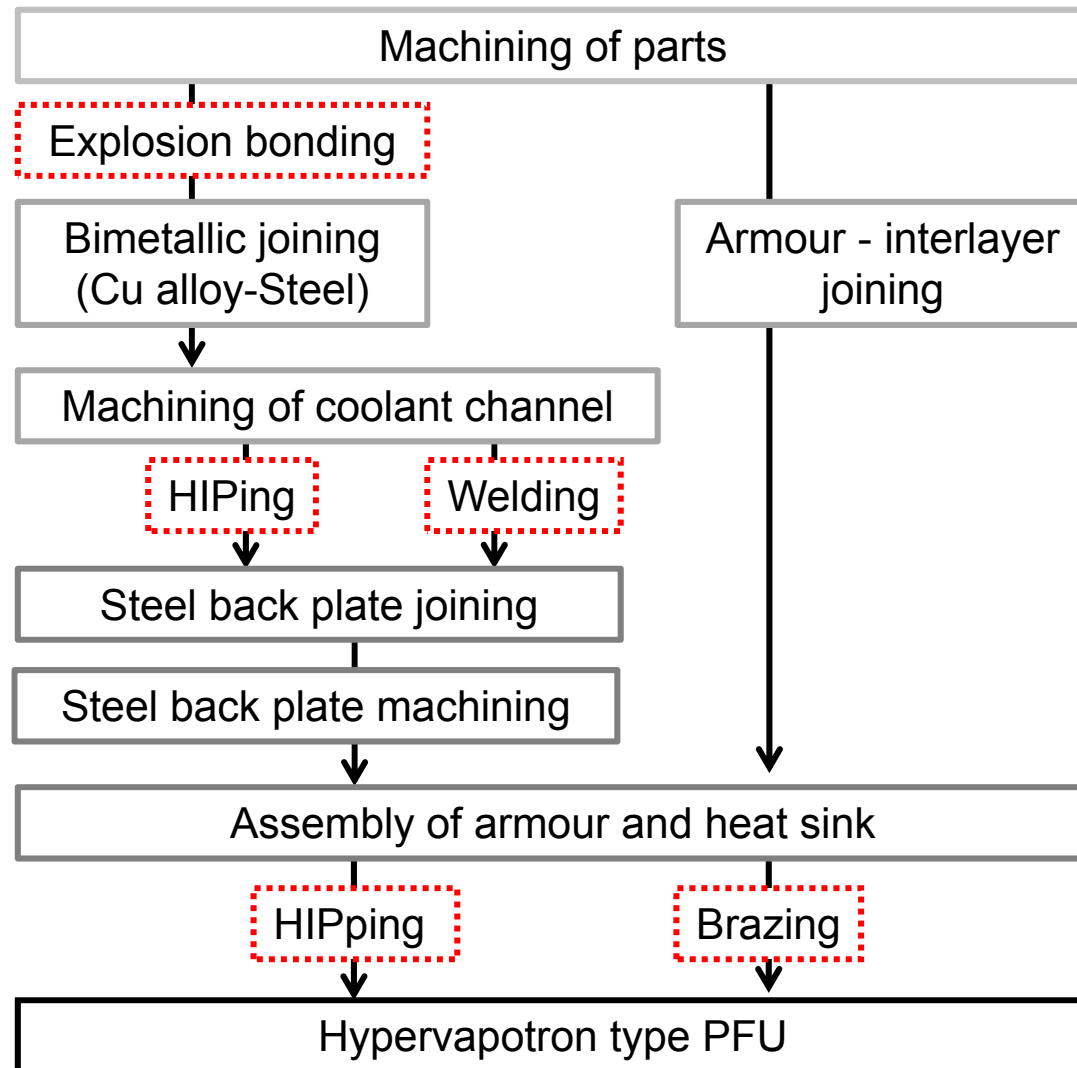 Machining of parts
Explosion bonding
Bimetallic joining
(Cu alloy-Steel)
Armour - interlayer
joining
Machining of coolant channel
HIPing
Welding
Steel back plate joining
Steel back plate machining
Assembly of armour and heat sink
HIPping
Brazing
Hypervapotron type PFU